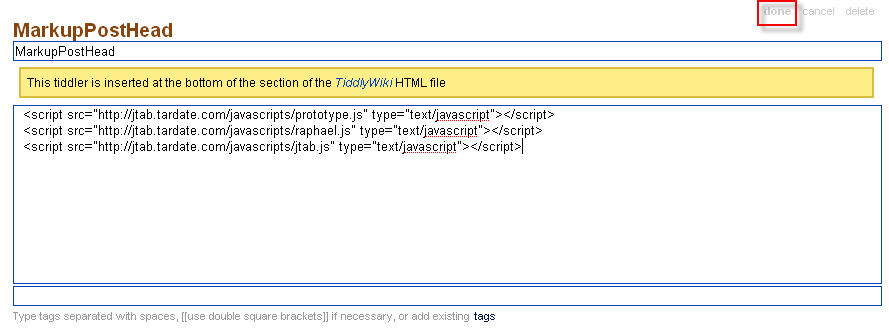 done cancel delete
MarkupPostHead
MarkupPostHead
This tiddler is inserted at the bottom of the section of the TiddlyWiki HTML file
<script src="http://jtab.tardate.com/javascripts/prototype.js" type="text/javascript"></script>
<script src="http://jtab.tardate.com/javascripts/raphael.js" type="text/javascript"></script>
<script src="http://jtab.tardate.com/javascripts/jtab.js" type="text/javascript"></script>
Type tags separated with spaces, [[use double square brackets]] if necessary, or add existing tags